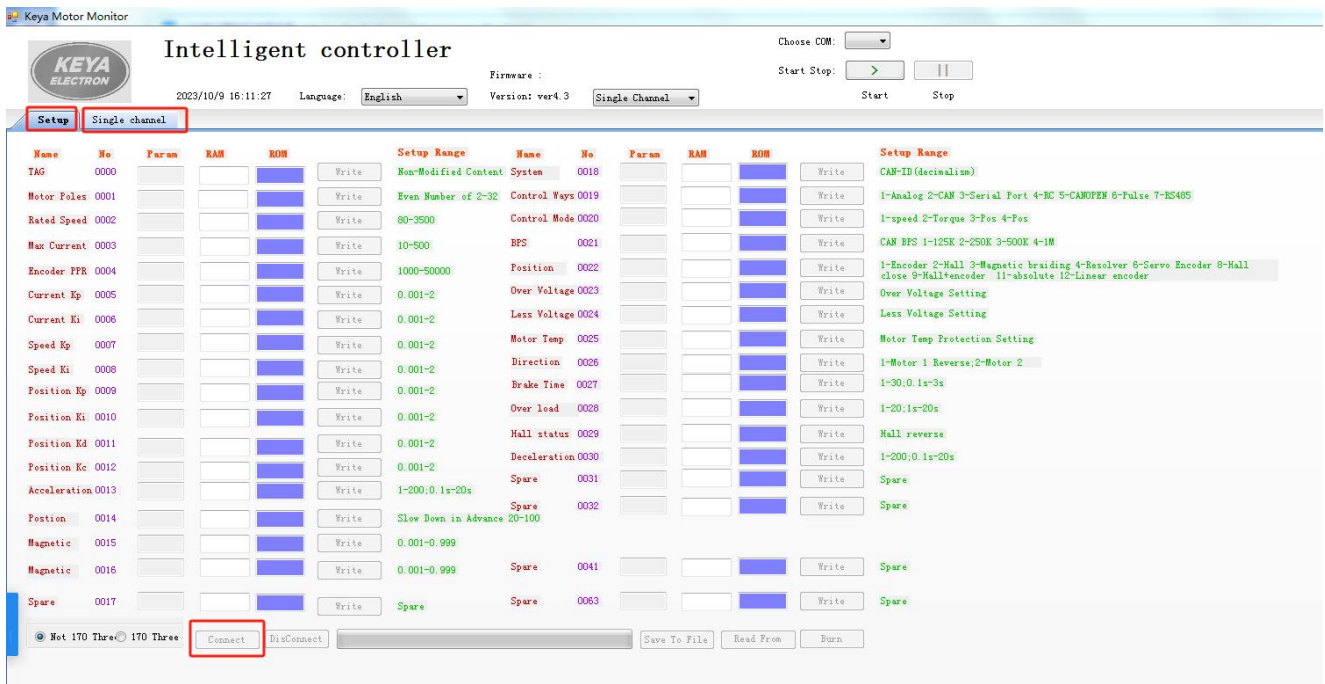 Keya Motor Monitor
KEYA
ELECTRON
Intelligent controller
Choose COM:
Firmware :
Start Stop:
2023/10/9 16:11:27 Language: English Version: ver4.3 Single Channel Start Stop
Setup Single channel
Name No Param RAM ROM Setup Range Name No Param RAM ROM Setup Range
TAG 0000 Write Non-Modified Content System 0018 Write CAN-ID(decimalism)
Motor Poles 0001 Write Even Number of 2-32 Control Ways 0019 Write 1-Analog 2-CAN 3-Serial Port 4-RC 5-CANOPEN 6-Pulse 7-RS485
Rated Speed 0002 Write 80-3500 Control Mode 0020 Write 1-speed 2-Torque 3-Pos 4-Pos
Max Current 0003 Write 10-500 BPS 0021 Write CAN BPS 1-125K 2-250K 3-500K 4-1M
Encoder PPR 0004 Write 1000-50000 Position 0022 Write 1-Encoder 2-Hall 3-Magnetic braiding 4-Resolver 6-Servo Encoder 8-Hall
close 9-Hall+encoder 11-absolute 12-Linear encoder
Current Kp 0005 Write 0.001-2 Over Voltage 0023 Write Over Voltage Setting
Current Ki 0006 Write 0.001-2 Less Voltage 0024 Write Less Voltage Setting
Speed Kp 0007 Write 0.001-2 Motor Temp 0025 Write Motor Temp Protection Setting
Speed Ki 0008 Write 0.001-2 Direction 0026 Write 1-Motor 1 Reverse;2-Motor 2
Position Kp 0009 Write 0.001-2 Brake Time 0027 Write 1-30;0.1s-3s
Position Ki 0010 Write 0.001-2 Over load 0028 Write 1-20;1s-20s
Position Kd 0011 Write 0.001-2 Hall status 0029 Write Hall reverse
Position Kc 0012 Write 0.001-2 Deceleration 0030 Write 1-200;0.1s-20s
Acceleration 0013 Write 1-200;0.1s-20s Spare 0031 Write Spare
Postion 0014 Write Slow Down in Advance 20-100 Spare 0032 Write Spare
Magnetic 0015 Write 0.001-0.999
Magnetic 0016 Write 0.001-0.999 Spare 0041 Write Spare
Spare 0017 Write Spare Spare 0063 Write Spare
Not 170 Three 170 Three Connect DisConnect Save To File Read From Burn